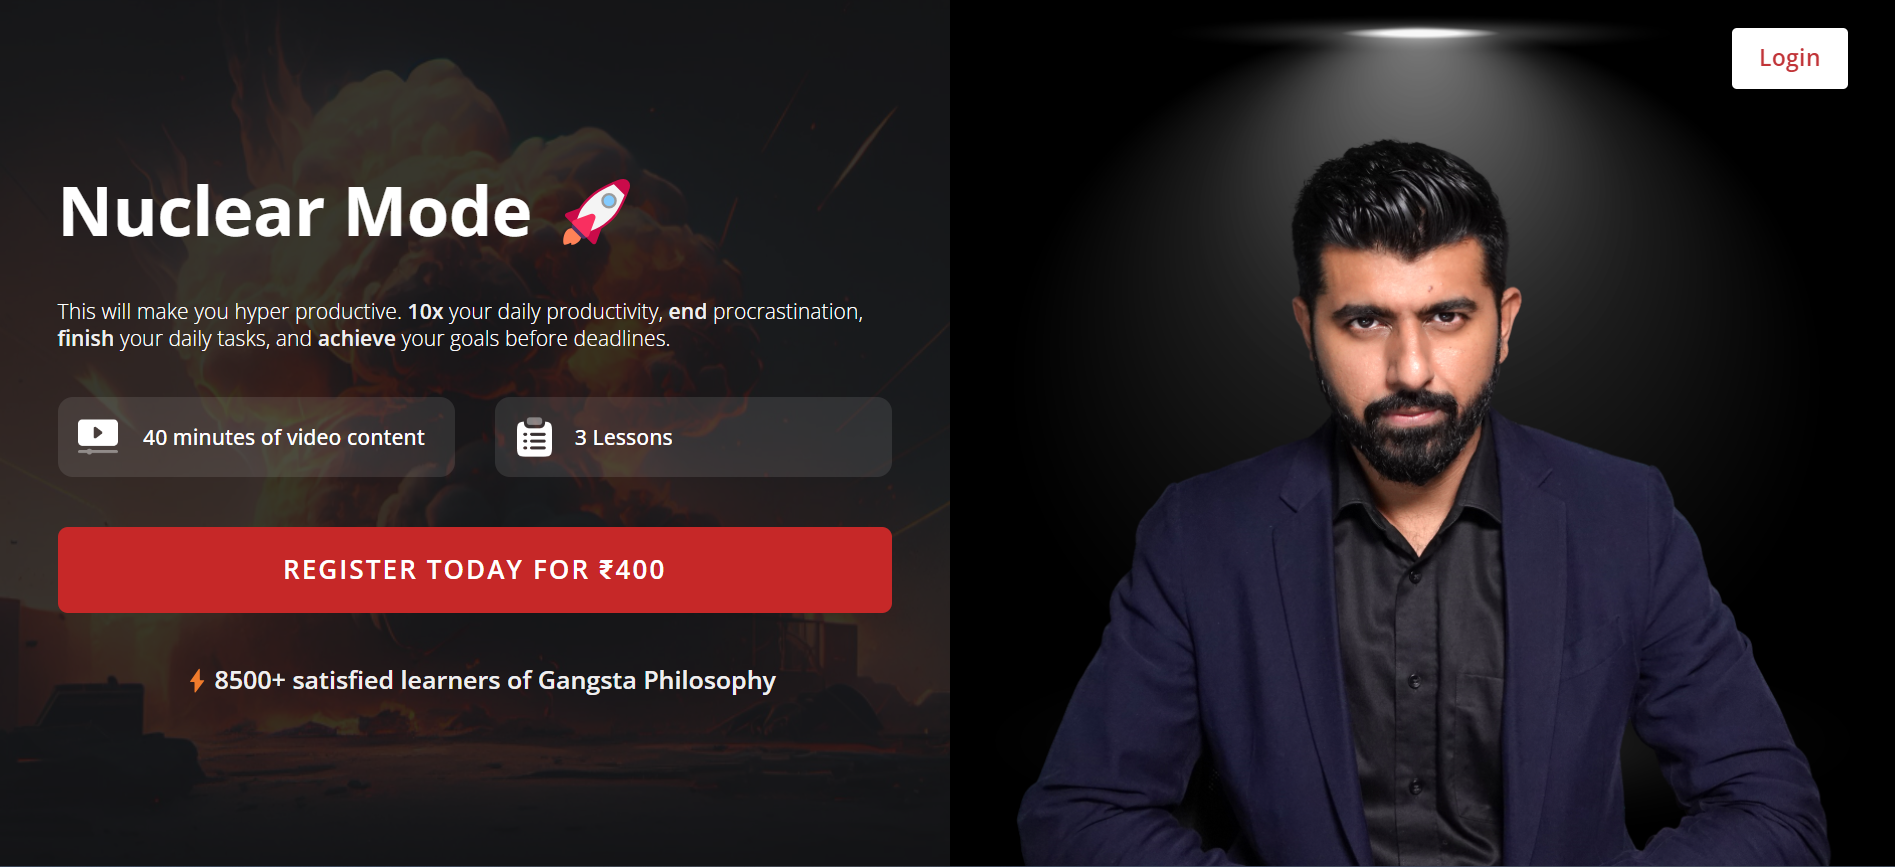 Login
Nuclear Mode 🚀
This will make you hyper productive. 10x your daily productivity, end procrastination,
finish your daily tasks, and achieve your goals before deadlines.
40 minutes of video content
3 Lessons
REGISTER TODAY FOR ₹400
8500+ satisfied learners of Gangsta Philosophy